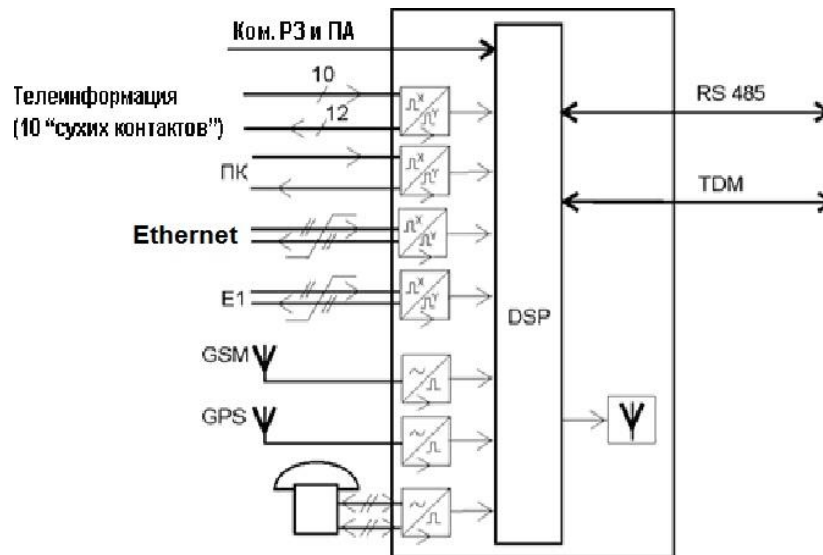 Ком. РЗ и ПА
10
Телеинформация
(10 “сухих контактов”)
12
RS 485
ПК
TDM
Ethernet
E1
DSP
GSM
GPS